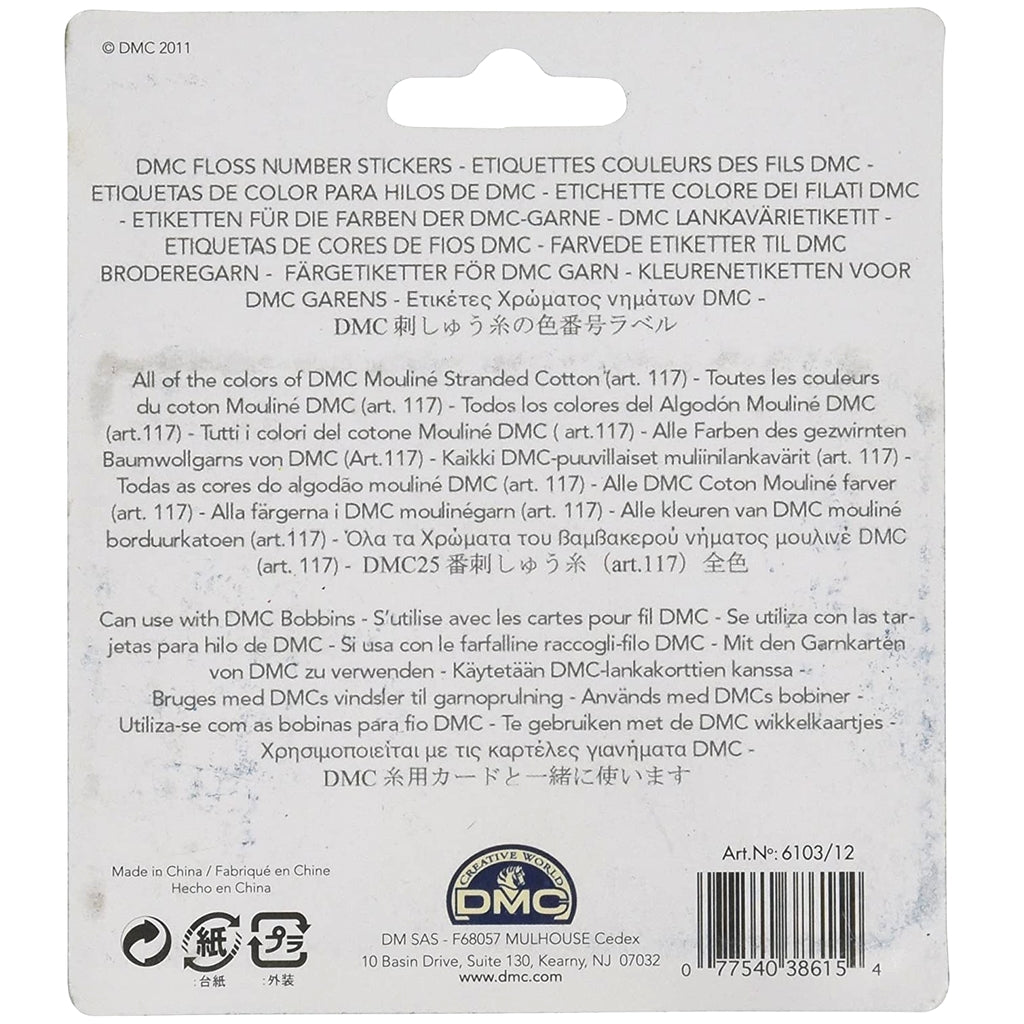 © DMC 2011
DMC FLOSS NUMBER STICKERS - ETIQUETTES COULEURS DES FILS DMC -
ETIQUETAS DE COLOR PARA HILOS DE DMC - ETICHETTE COLORE DEI FILATI DMC
- ETIKETTEN FÜR DIE FARBEN DER DMC-GARNE - DMC LANKAVÄRIETIKETIT -
ETIQUETAS DE CORES DE FIOS DMC - FARVEDE ETIKETTER TIL DMC
BRODEREGARN - FÄRGETIKETTER FÖR DMC GARN - KLEURENETIKETTEN VOOR
DMC GARENS - Ετικέτες Χρώματος νημάτων DMC -
DMC 刺しゅう糸の色番号ラベル
All of the colors of DMC Mouliné Stranded Cotton (art. 117) - Toutes les couleurs
du coton Mouliné DMC (art. 117) - Todos los colores del Algodón Mouliné DMC
(art.117) - Tutti i colori del cotone Mouliné DMC ( art.117) - Alle Farben des gezwirnten
Baumwollgarns von DMC (Art.117) - Kaikki DMC-puuvillaiset muliinilankavärit (art. 117) -
Todas as cores do algodão mouliné DMC (art. 117) - Alle DMC Coton Mouliné farver
(art. 117) - Alla färgerna i DMC moulinégarn (art. 117) - Alle kleuren van DMC mouliné
borduurkatoen (art.117) - Όλα τα Χρώματα του βαμβακερού νήματος μουλινέ DMC
(art. 117) - DMC25 番刺しゅう糸（art.117）全色
Can use with DMC Bobbins - S'utilise avec les cartes pour fil DMC - Se utiliza con las tar-
jetas para hilo de DMC - Si usa con le farfalline raccogli-filo DMC - Mit den Garnkarten
von DMC zu verwenden - Käytetään DMC-lankakorttien kanssa -
Bruges med DMCs vindsler til garnoprulning - Används med DMCs bobiner -
Utiliza-se com as bobinas para fio DMC - Te gebruiken met de DMC wikkelkaartjes -
Χρησιμοποιείται με τις καρτέλες γιανήματα DMC -
DMC 糸用カードと一緒に使います
Made in China / Fabriqué en Chine
Hecho en China
紙
プラ
:台紙
:外装
CREATIVE WORLD
DMC
DM SAS - F68057 MULHOUSE Cedex
10 Basin Drive, Suite 130, Kearny, NJ 07032
www.dmc.com
Art.Nº: 6103/12
0 77540 38615 4